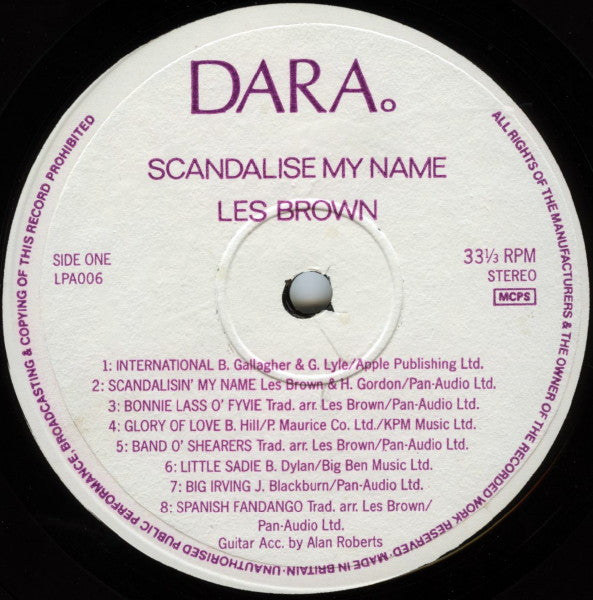 DARA.
SCANDALISE MY NAME
LES BROWN
SIDE ONE
LPA006
33⅓ RPM
STEREO
MCPS
1: INTERNATIONAL B. Gallagher & G. Lyle/Apple Publishing Ltd.
2: SCANDALISIN' MY NAME Les Brown & H. Gordon/Pan-Audio Ltd.
3: BONNIE LASS O' FYVIE Trad. arr. Les Brown/Pan-Audio Ltd.
4: GLORY OF LOVE B. Hill/P. Maurice Co. Ltd./KPM Music Ltd.
5: BAND O' SHEARERS Trad. arr. Les Brown/Pan-Audio Ltd.
6: LITTLE SADIE B. Dylan/Big Ben Music Ltd.
7: BIG IRVING J. Blackburn/Pan-Audio Ltd.
8: SPANISH FANDANGO Trad. arr. Les Brown/
Pan-Audio Ltd.
Guitar Acc. by Alan Roberts
ALL RIGHTS OF THE MANUFACTURERS & THE OWNER OF THE RECORDED WORK RESERVED · MADE IN BRITAIN · UNAUTHORISED PUBLIC PERFORMANCE, BROADCASTING & COPYING OF THIS RECORD PROHIBITED